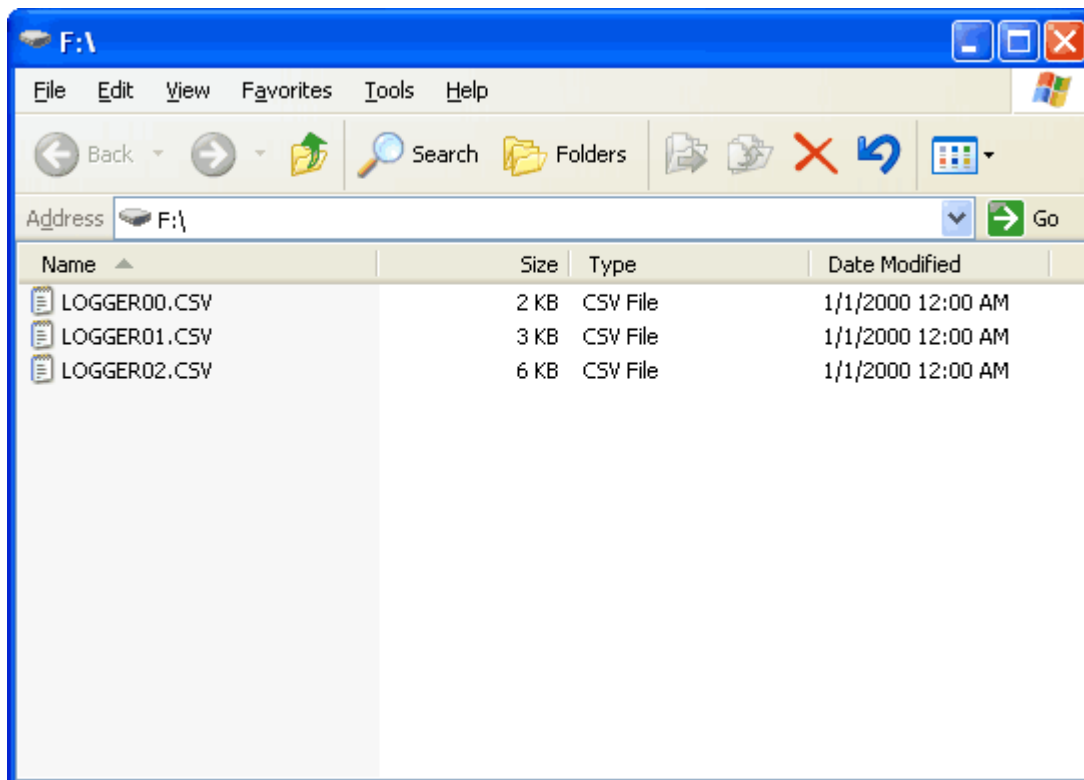 F:\
File Edit View Favorites Tools Help
Back Search Folders
Address F:\ Go
Name Size Type Date Modified
LOGGER00.CSV 2 KB CSV File 1/1/2000 12:00 AM
LOGGER01.CSV 3 KB CSV File 1/1/2000 12:00 AM
LOGGER02.CSV 6 KB CSV File 1/1/2000 12:00 AM